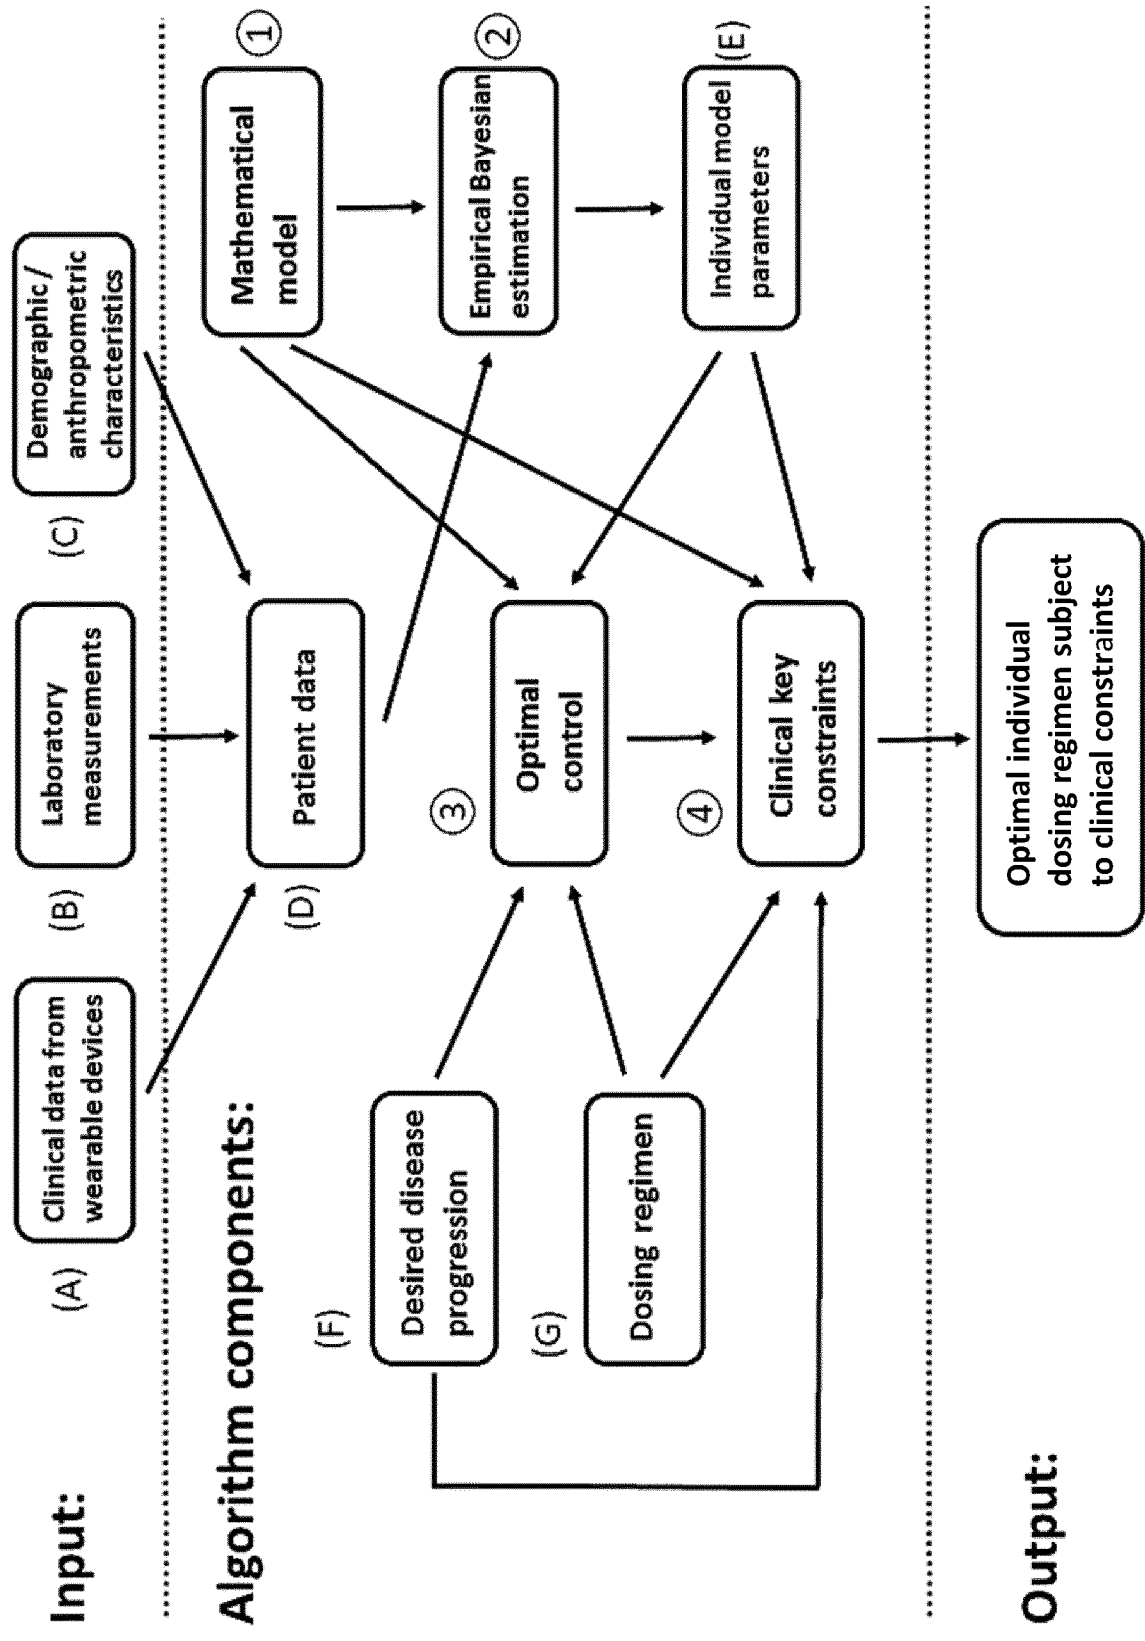 Input:
(A)
Clinical data from
wearable devices
(B)
Laboratory
measurements
(C)
Demographic /
anthropometric
characteristics
Algorithm components:
(D)
Patient data
Mathematical
model
①
(F)
Desired disease
progression
③
Optimal
control
Empirical Bayesian
estimation
②
(G)
Dosing regimen
④
Clinical key
constraints
Individual model
parameters
(E)
Output:
Optimal individual
dosing regimen subject
to clinical constraints